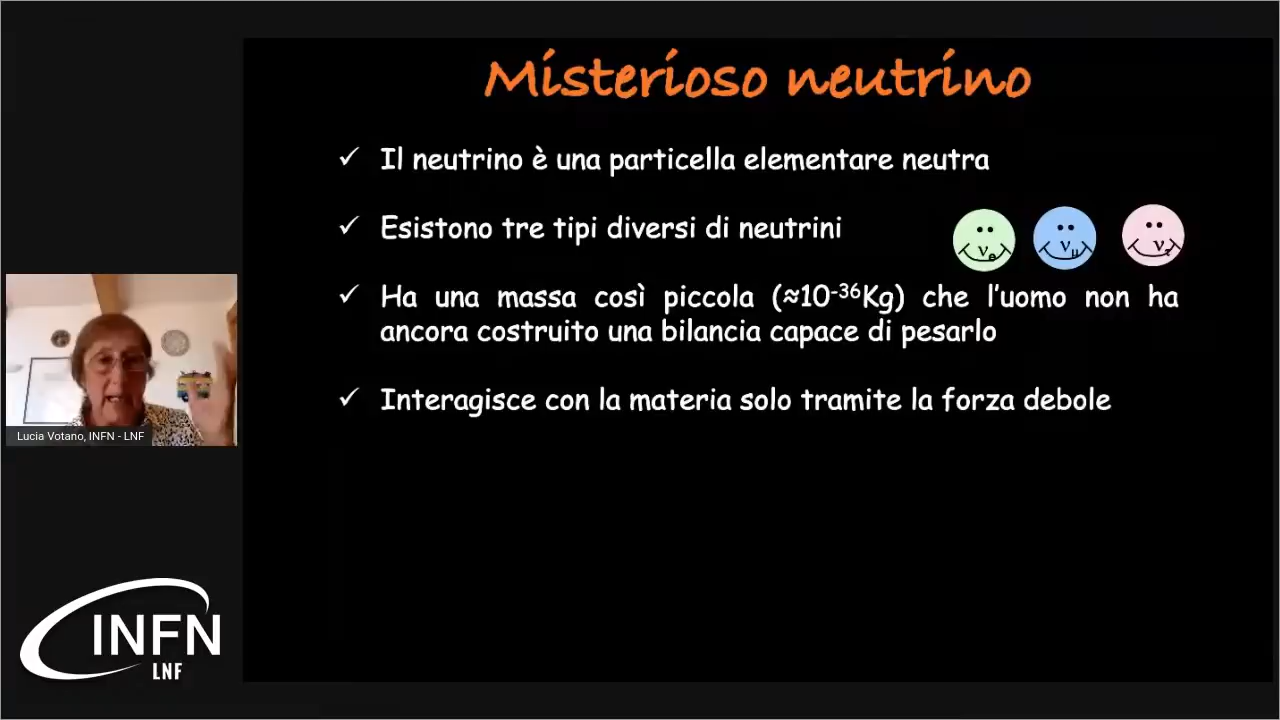 Misterioso neutrino
✓ Il neutrino è una particella elementare neutra
✓ Esistono tre tipi diversi di neutrini
νe νμ ντ
✓ Ha una massa così piccola (≈10⁻³⁶Kg) che l'uomo non ha
ancora costruito una bilancia capace di pesarlo
✓ Interagisce con la materia solo tramite la forza debole
Lucia Votano, INFN - LNF
INFN
LNF